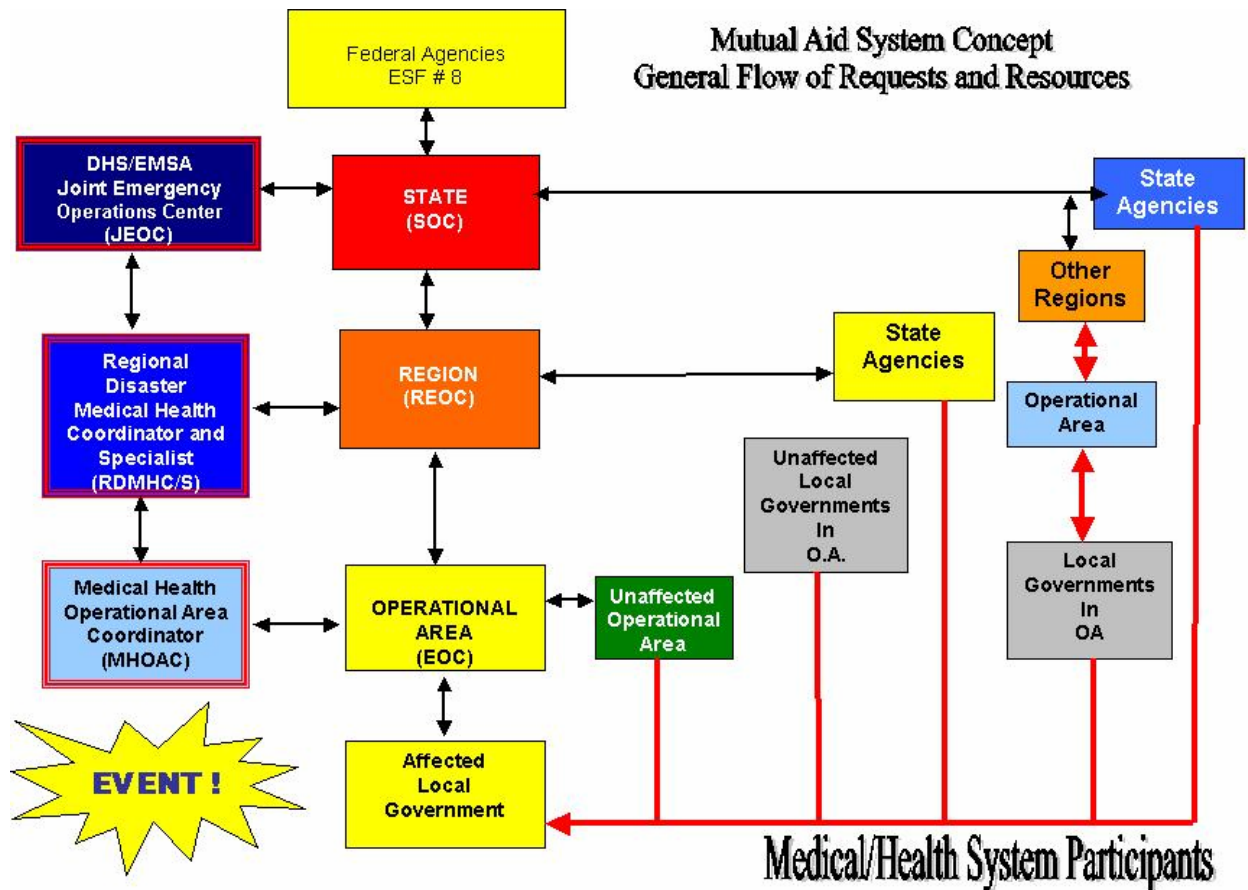 Mutual Aid System Concept
General Flow of Requests and Resources
Federal Agencies
ESF # 8
DHS/EMSA
Joint Emergency
Operations Center
(JEOC)
STATE
(SOC)
State
Agencies
Other
Regions
Regional
Disaster
Medical Health
Coordinator and
Specialist
(RDMHC/S)
REGION
(REOC)
State
Agencies
Operational
Area
Unaffected
Local
Governments
In
O.A.
Local
Governments
In
OA
Medical Health
Operational Area
Coordinator
(MHOAC)
OPERATIONAL
AREA
(EOC)
Unaffected
Operational
Area
EVENT !
Affected
Local
Government
Medical/Health System Participants